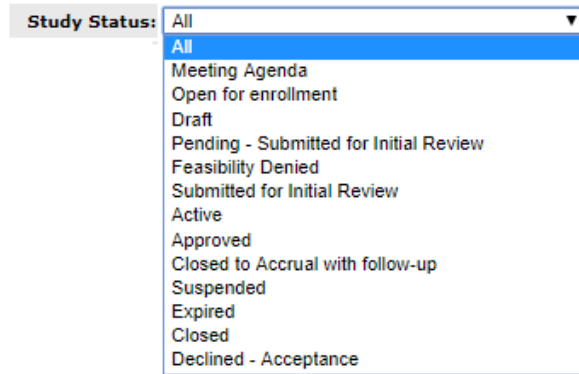 Study Status: All
All
Meeting Agenda
Open for enrollment
Draft
Pending - Submitted for Initial Review
Feasibility Denied
Submitted for Initial Review
Active
Approved
Closed to Accrual with follow-up
Suspended
Expired
Closed
Declined - Acceptance